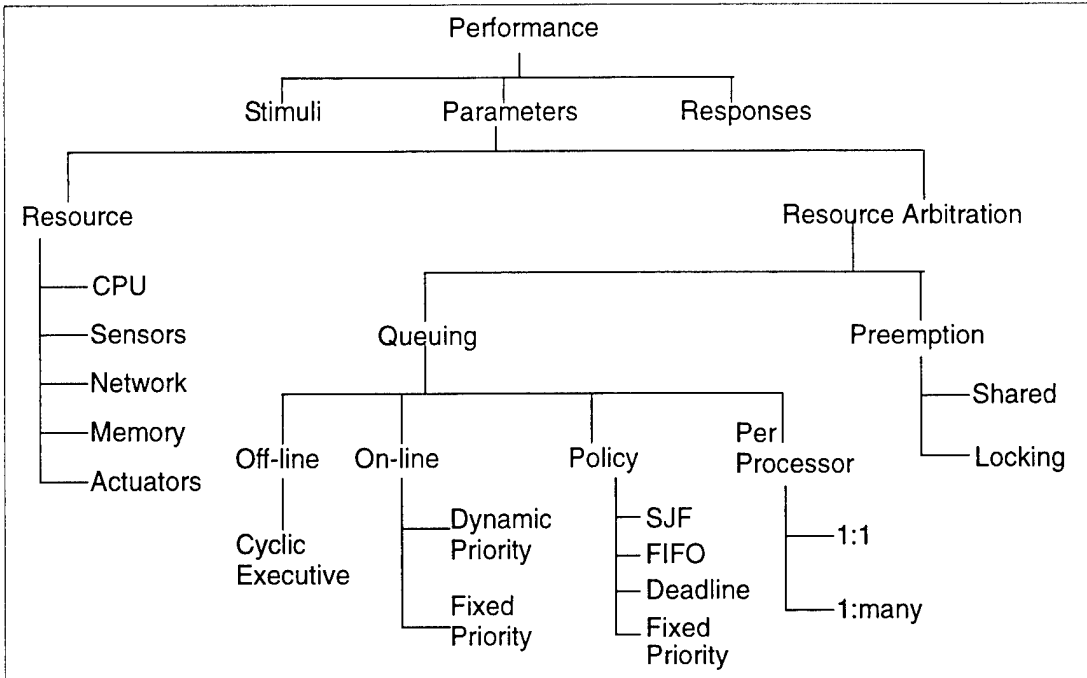 Performance
Stimuli Parameters Responses
Resource Resource Arbitration
CPU
Sensors
Network
Memory
Actuators
Queuing Preemption
Shared
Locking
Off-line On-line Policy Per
Processor
Cyclic
Executive
Dynamic
Priority
Fixed
Priority
SJF
FIFO
Deadline
Fixed
Priority
1:1
1:many